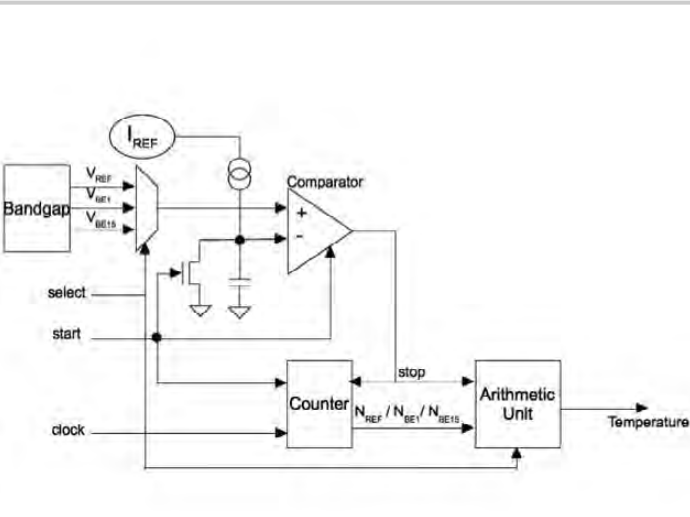 IREF
VREF
Comparator
VBE1
Bandgap
VBE15
+
-
select
start
stop
Counter
Arithmetic
Unit
NREF / NBE1 / NBE15
clock
Temperature